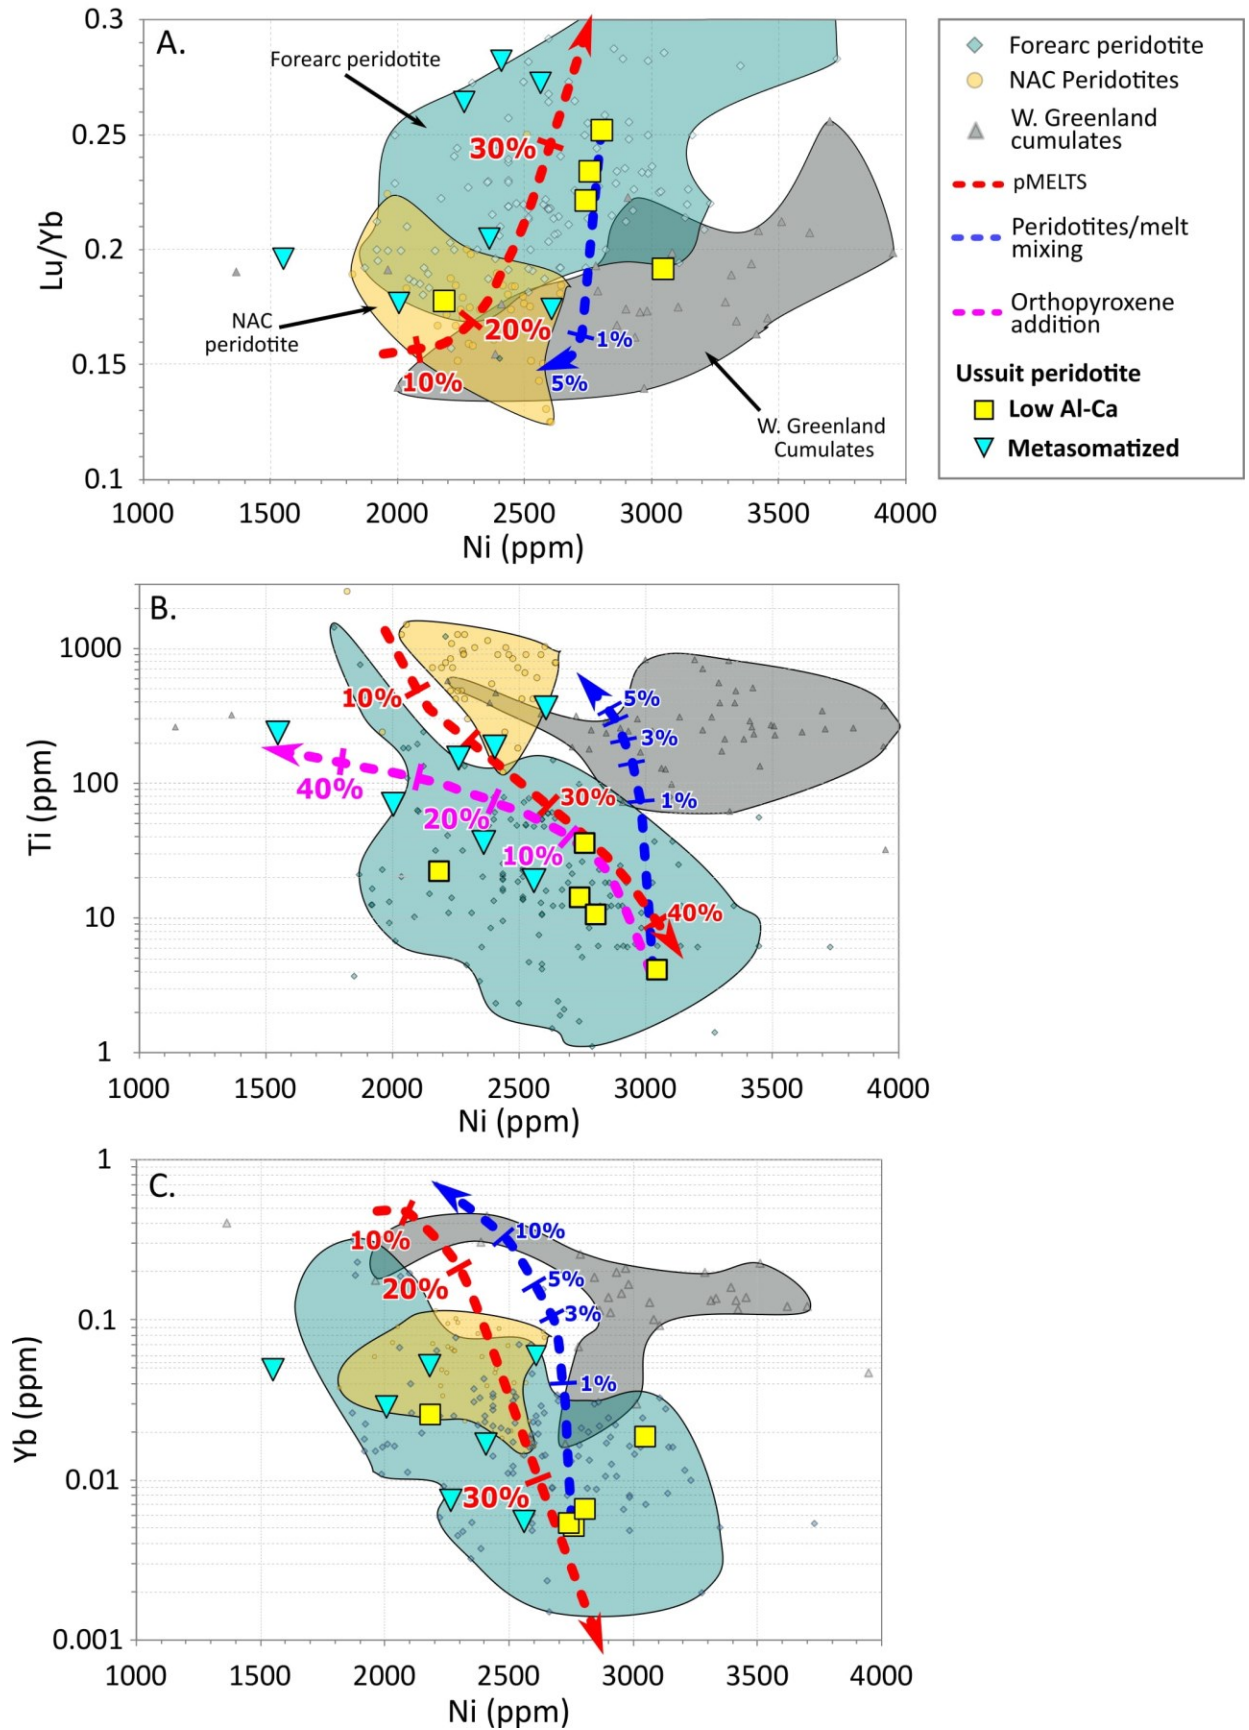 A.
Forearc peridotite
30%
20%
10%
1%
5%
NAC
peridotite
W. Greenland
Cumulates
0.3
0.25
0.2
0.15
0.1
Lu/Yb
1000
1500
2000
2500
3000
3500
4000
Ni (ppm)
Forearc peridotite
NAC Peridotites
W. Greenland
cumulates
pMELTS
Peridotites/melt
mixing
Orthopyroxene
addition
Ussuit peridotite
Low Al-Ca
Metasomatized
B.
10%
30%
40%
40%
20%
10%
5%
3%
1%
1000
100
10
1
Ti (ppm)
1000
1500
2000
2500
3000
3500
4000
Ni (ppm)
C.
10%
20%
30%
10%
5%
3%
1%
1
0.1
0.01
0.001
Yb (ppm)
1000
1500
2000
2500
3000
3500
4000
Ni (ppm)